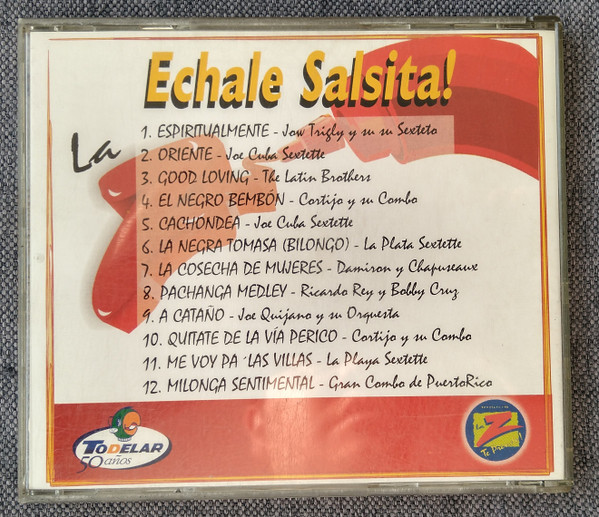 Echale Salsita!
La
1. ESPIRITUALMENTE - Jow Trigly y su su Sexteto
2. ORIENTE - Joe Cuba Sextette
3. GOOD LOVING - The Latin Brothers
4. EL NEGRO BEMBÓN - Cortijo y su Combo
5. CACHONDEA - Joe Cuba Sextette
6. LA NEGRA TOMASA (BILONGO) - La Plata Sextette
7. LA COSECHA DE MUJERES - Damiron y Chapuseaux
8. PACHANGA MEDLEY - Ricardo Rey y Bobby Cruz
9. A CATAÑO - Joe Quijano y su Orquesta
10. QUITATE DE LA VÍA PERICO - Cortijo y su Combo
11. ME VOY PA ´LAS VILLAS - La Playa Sextette
12. MILONGA SENTIMENTAL - Gran Combo de PuertoRico
TODELAR
50 años
La Z
Te